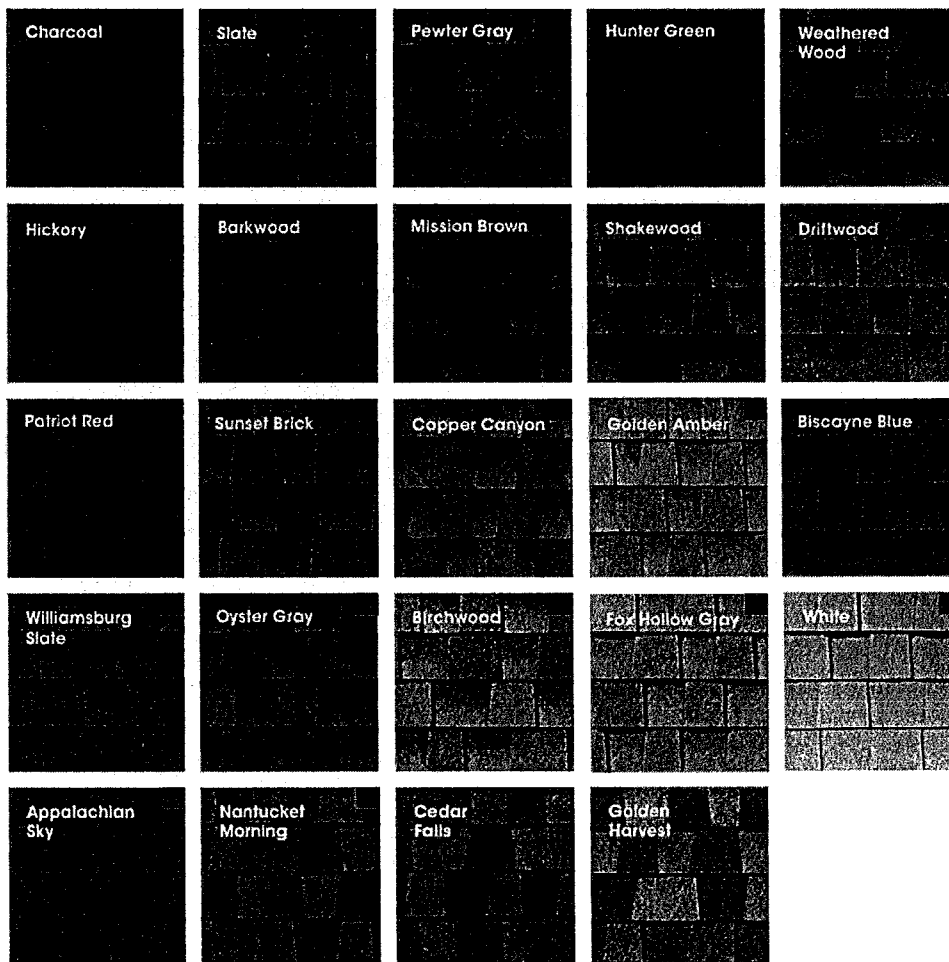 Charcoal
Slate
Pewter Gray
Hunter Green
Weathered
Wood
Hickory
Barkwood
Mission Brown
Shakewood
Driftwood
Patriot Red
Sunset Brick
Copper Canyon
Golden Amber
Biscayne Blue
Williamsburg
Slate
Oyster Gray
Birchwood
Fox Hollow Gray
White
Appalachian
Sky
Nantucket
Morning
Cedar
Falls
Golden
Harvest